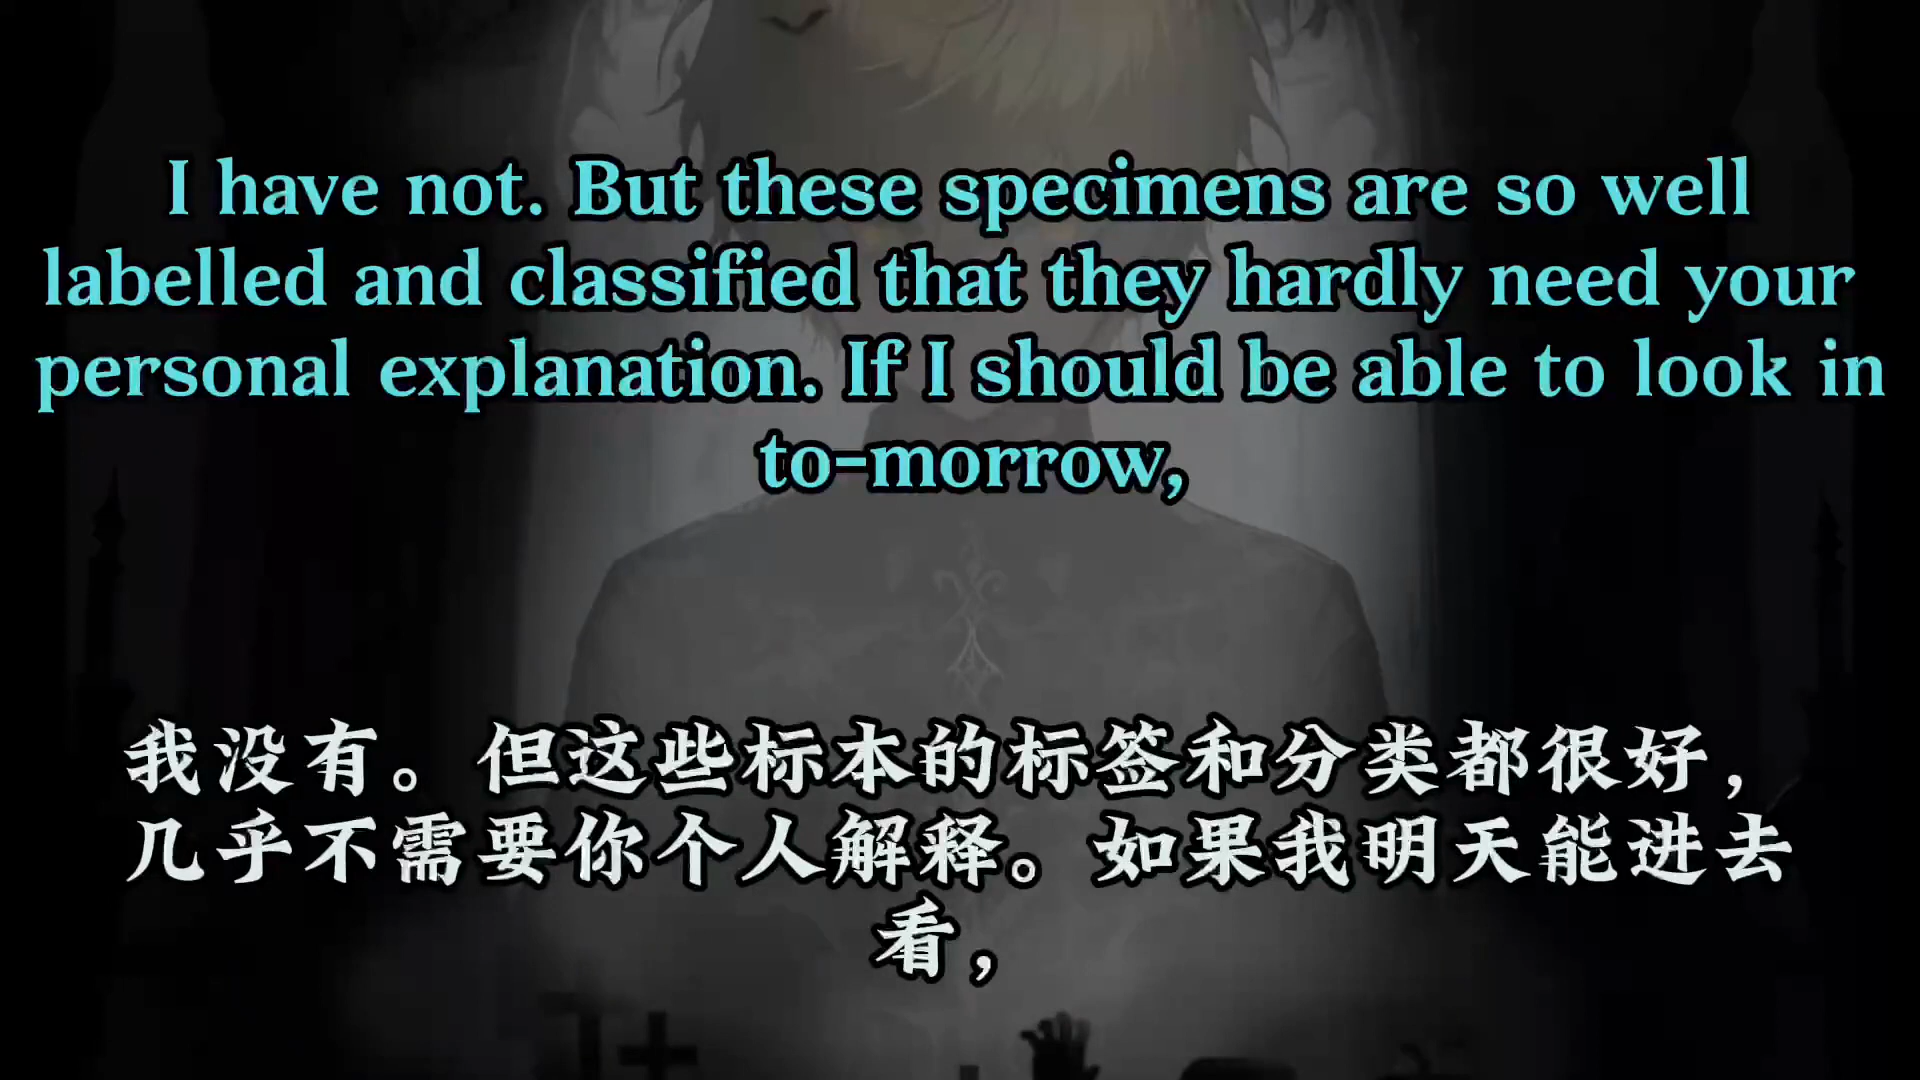 I have not. But these specimens are so well
labelled and classified that they hardly need your
personal explanation. If I should be able to look in
to-morrow,
我没有。但这些标本的标签和分类都很好，
几乎不需要你个人解释。如果我明天能进去
看，